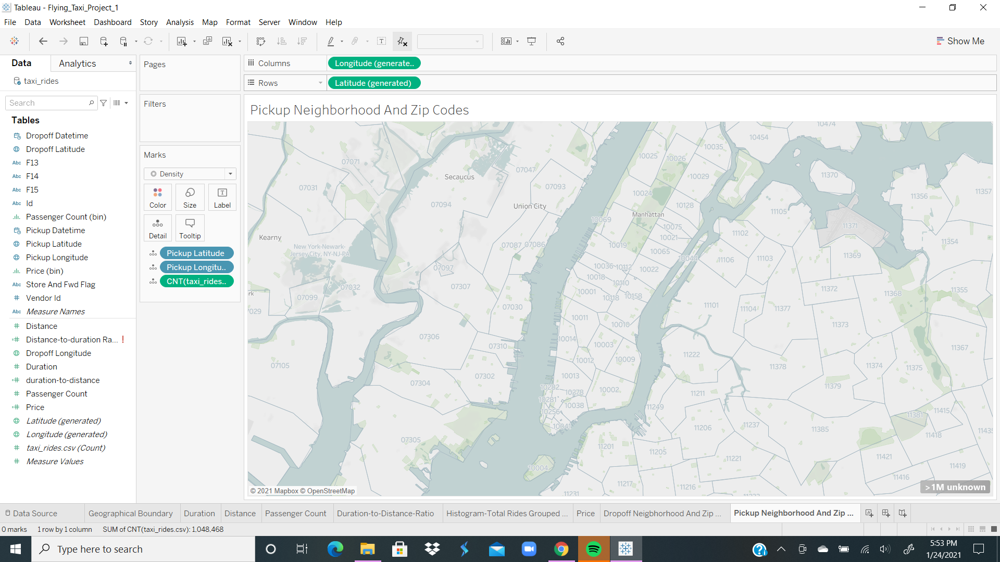 Tableau - Flying_Taxi_Project_1
File Data Worksheet Dashboard Story Analysis Map Format Server Window Help
Show Me
Data
Analytics
taxi_rides
Search
Tables
Dropoff Datetime
Dropoff Latitude
Abc F13
Abc F14
Abc F15
Abc Id
Passenger Count (bin)
Pickup Datetime
Pickup Latitude
Pickup Longitude
Price (bin)
Abc Store And Fwd Flag
# Vendor Id
Abc Measure Names
# Distance
=# Distance-to-duration Ra... !
Dropoff Longitude
# Duration
=# duration-to-distance
# Passenger Count
=# Price
Latitude (generated)
Longitude (generated)
# taxi_rides.csv (Count)
# Measure Values
Pages
Filters
Marks
Density
Color
Size
Label
Detail
Tooltip
Pickup Latitude
Pickup Longitu..
CNT(taxi_rides..
Columns
Longitude (generate..
Rows
Latitude (generated)
Pickup Neighborhood And Zip Codes
10474
10454
10035
07071
10025
10026
07047
Secaucus
10029
11370
07031
07093
11357
10024
11356
07094
Union City
10128
11105
Manhattan
10069
11371
10075
11102
Kearny
10021
11354
New York-Newark-
Jersey City, NY-NJ-PA
07087
07086
10019
10065
10044
11106
11103
11369
07097
10036
10112
10022
10018
07032
07307
10110
11372
11355
rk
07099
10001
10118
10158
11368
07030
11101
11104
11377
7029
10011
10010
11373
07306
10014
07310
10003
11367
11222
07105
10012
10009
11378
11374
11375
07302
10013
07304
10282
10278
10002
11379
11211
10281
10038
11249
10256
11381
11415
10041
11206
11237
11385
11418
1143
07305
11201
11205
11221
11421
11419
10004
11416
11217
11216
11231
>1M unknown
© 2021 Mapbox © OpenStreetMap
Data Source
Geographical Boundary
Duration
Distance
Passenger Count
Duration-to-Distance-Ratio
Histogram-Total Rides Grouped ...
Price
Dropoff Neigbhorhood And Zip ...
Pickup Neighborhood And Zip ...
0 marks
1 row by 1 column
SUM of CNT(taxi_rides.csv): 1,048,468
Type here to search
5:53 PM
1/24/2021